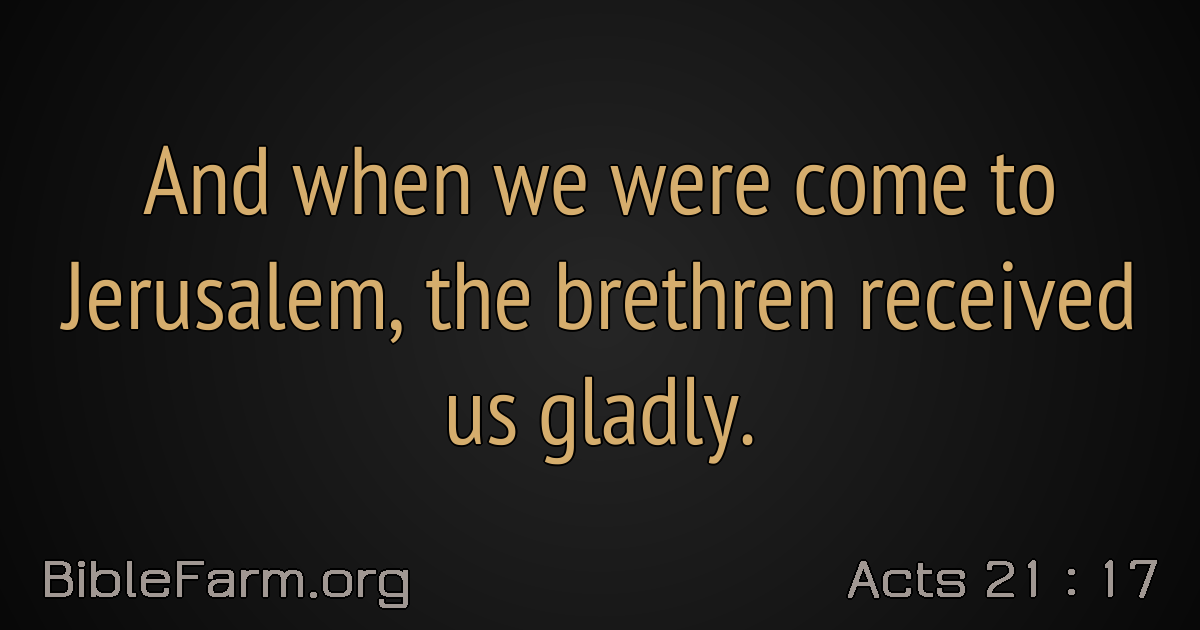 And when we were come to
Jerusalem, the brethren received
us gladly.
BibleFarm.org
Acts 21 : 17